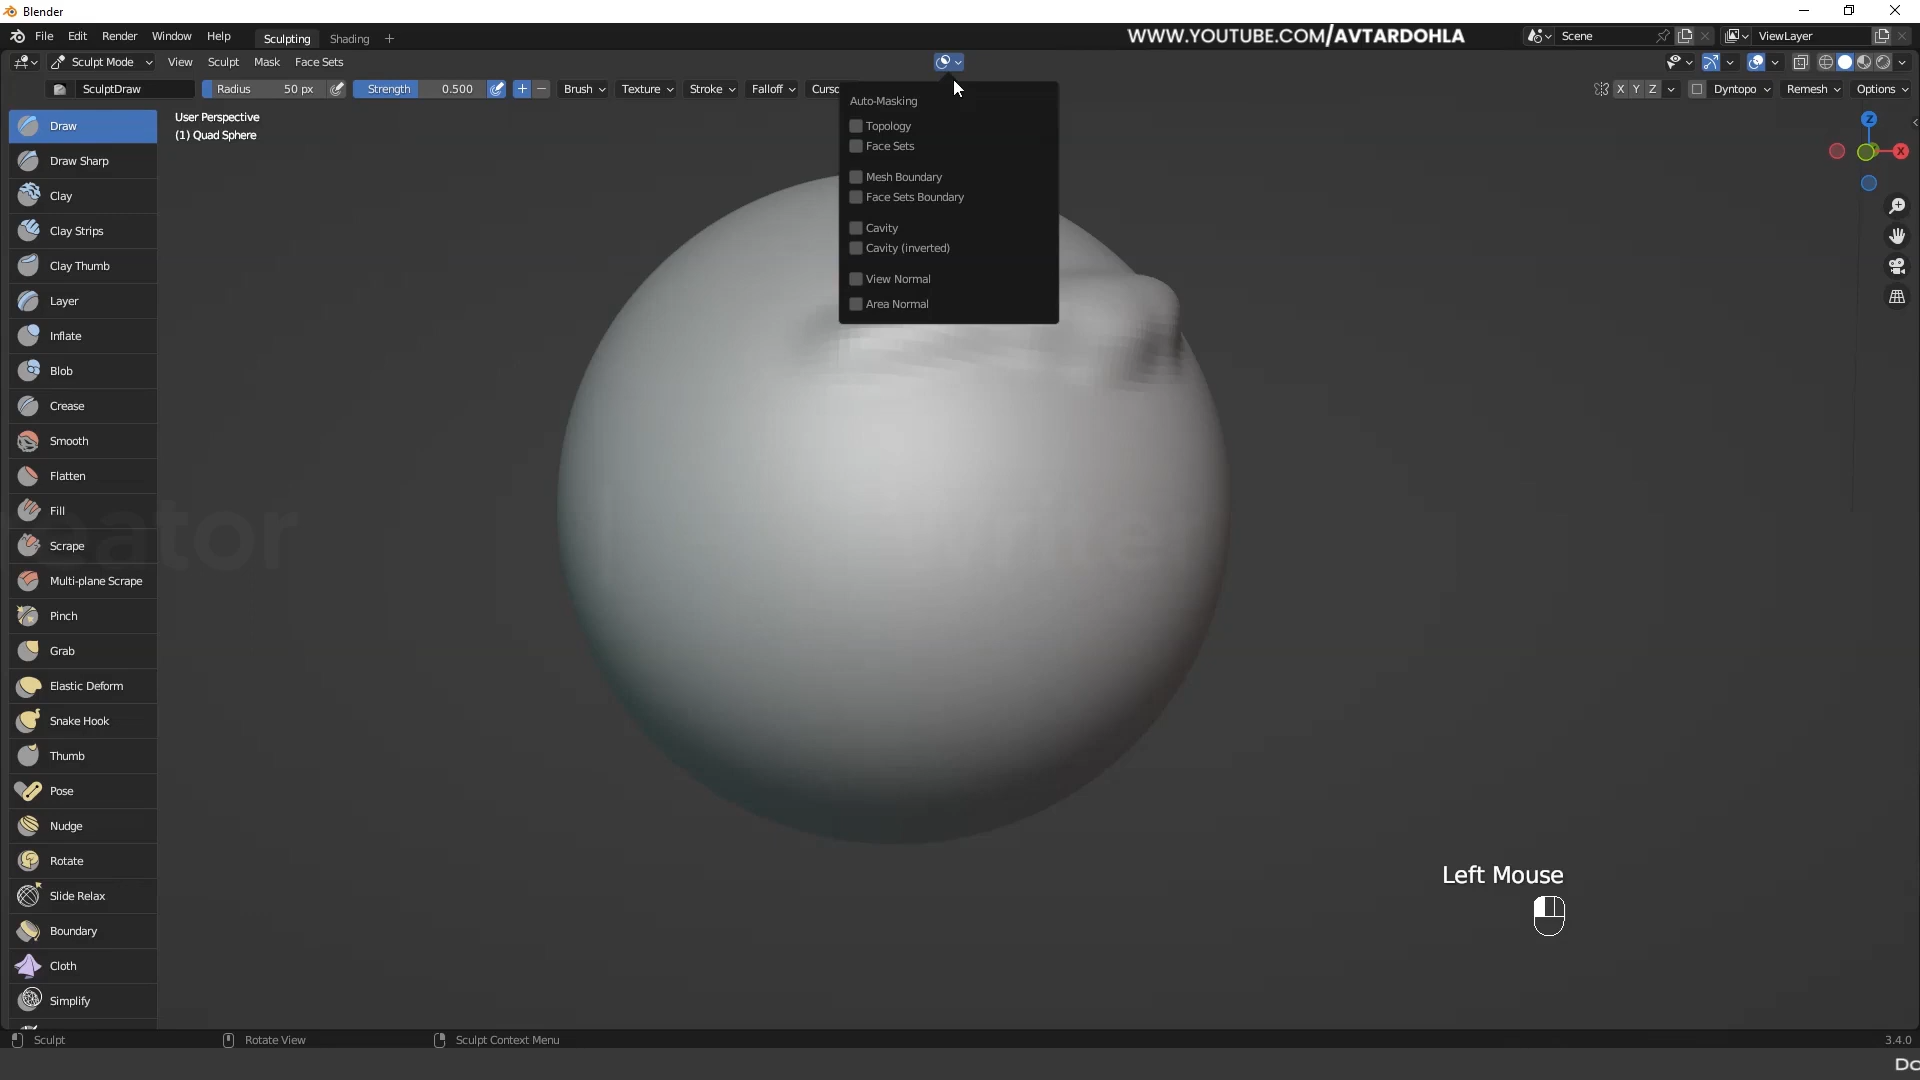 Blender
File Edit Render Window Help Sculpting Shading + WWW.YOUTUBE.COM/AVTARDOHLA Scene ViewLayer
Sculpt Mode View Sculpt Mask Face Sets
SculptDraw Radius 50 px Strength 0.500 + − Brush Texture Stroke Falloff Curso X Y Z Dyntopo Remesh Options
Auto-Masking
Topology
Face Sets
Mesh Boundary
Face Sets Boundary
Cavity
Cavity (inverted)
View Normal
Area Normal
User Perspective
(1) Quad Sphere
Z
X
Draw
Draw Sharp
Clay
Clay Strips
Clay Thumb
Layer
Inflate
Blob
Crease
Smooth
Flatten
Fill
Scrape
Multi-plane Scrape
Pinch
Grab
Elastic Deform
Snake Hook
Thumb
Pose
Nudge
Rotate
Slide Relax
Boundary
Cloth
Simplify
reator
Left Mouse
Sculpt Rotate View Sculpt Context Menu 3.4.0
Do